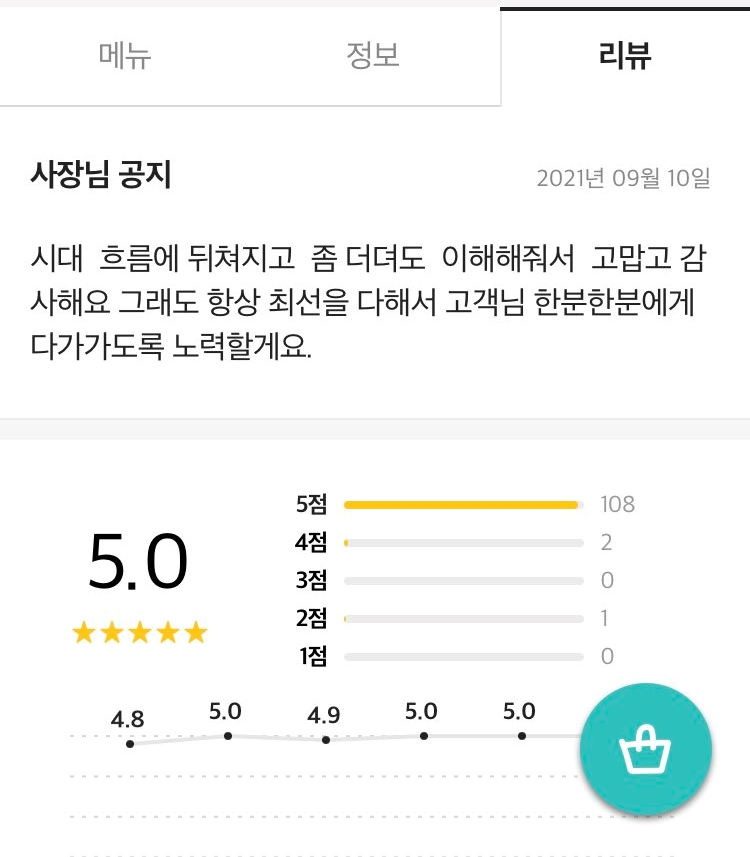 메뉴 정보 리뷰
사장님 공지 2021년 09월 10일
시대 흐름에 뒤쳐지고 좀 더뎌도 이해해줘서 고맙고 감
사해요 그래도 항상 최선을 다해서 고객님 한분한분에게
다가가도록 노력할게요.
5.0
5점 108
4점 2
3점 0
2점 1
1점 0
4.8 5.0 4.9 5.0 5.0